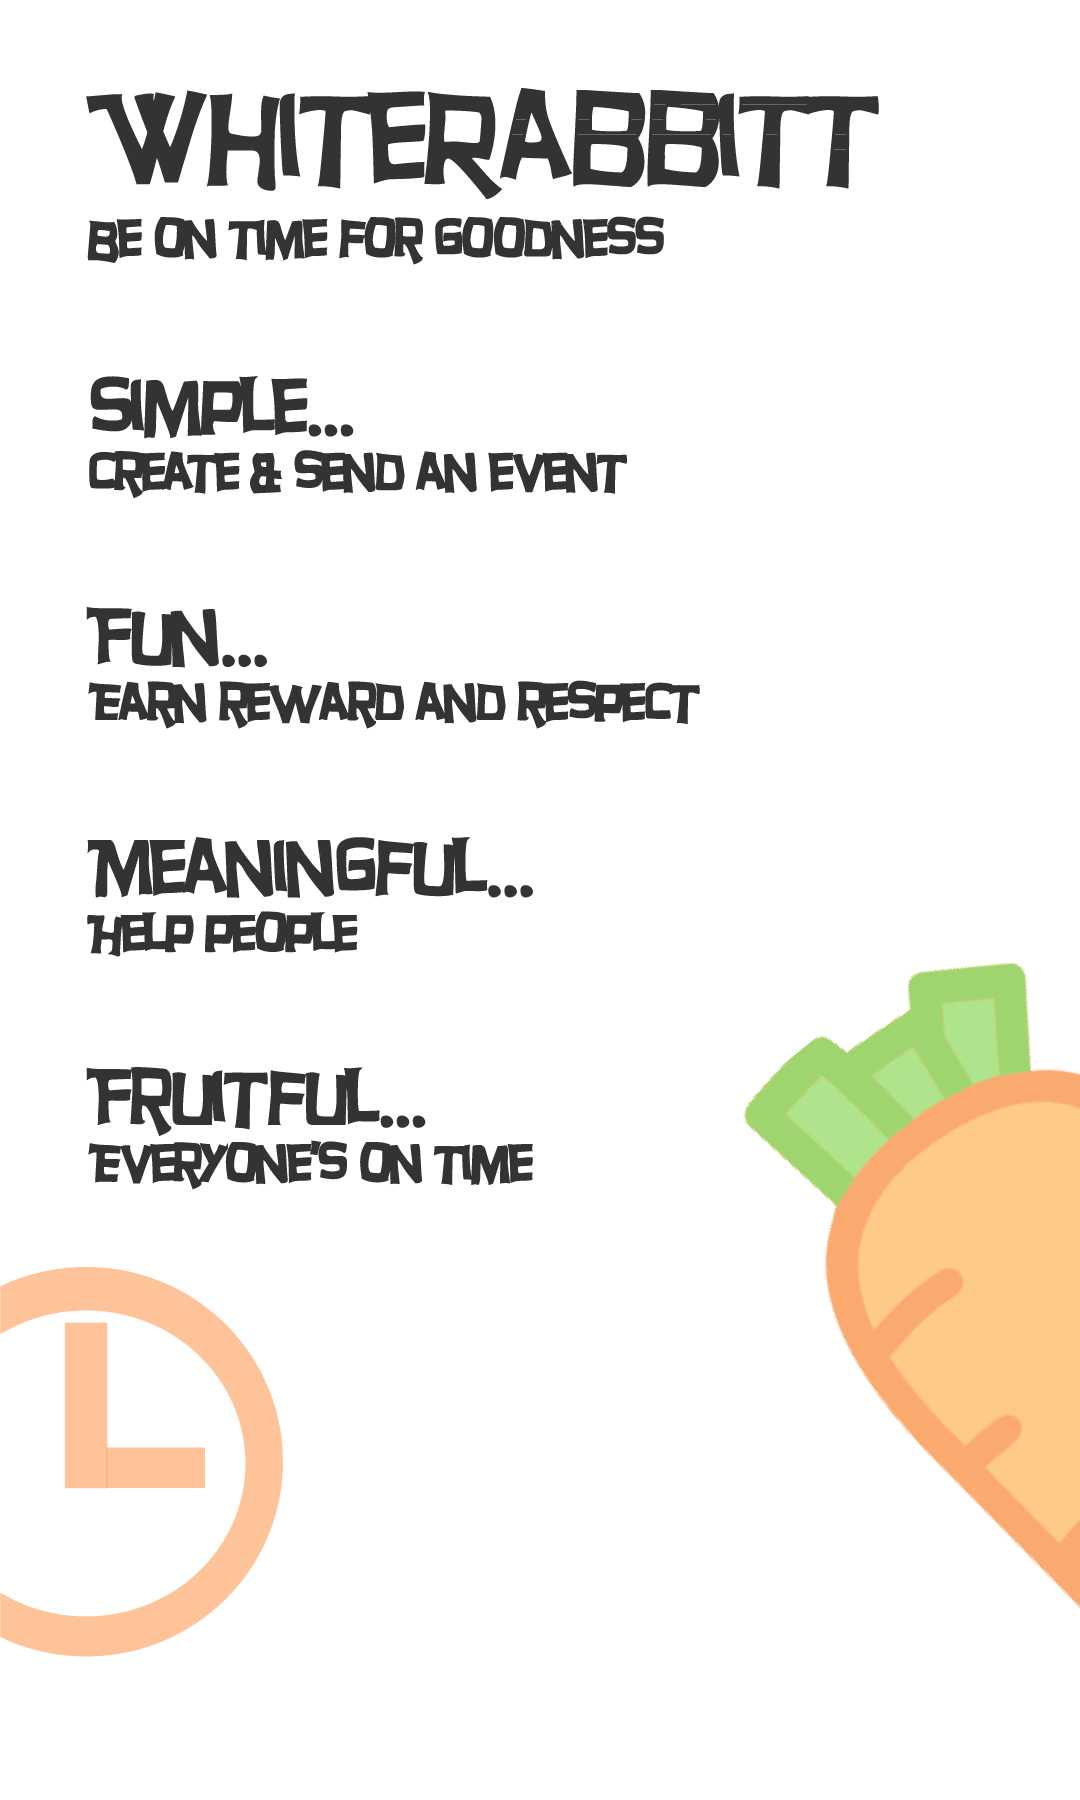 WHITERABBITT
BE ON TIME FOR GOODNESS
SIMPLE...
CREATE & SEND AN EVENT
FUN...
EARN REWARD AND RESPECT
MEANINGFUL...
HELP PEOPLE
FRUITFUL...
EVERYONE'S ON TIME